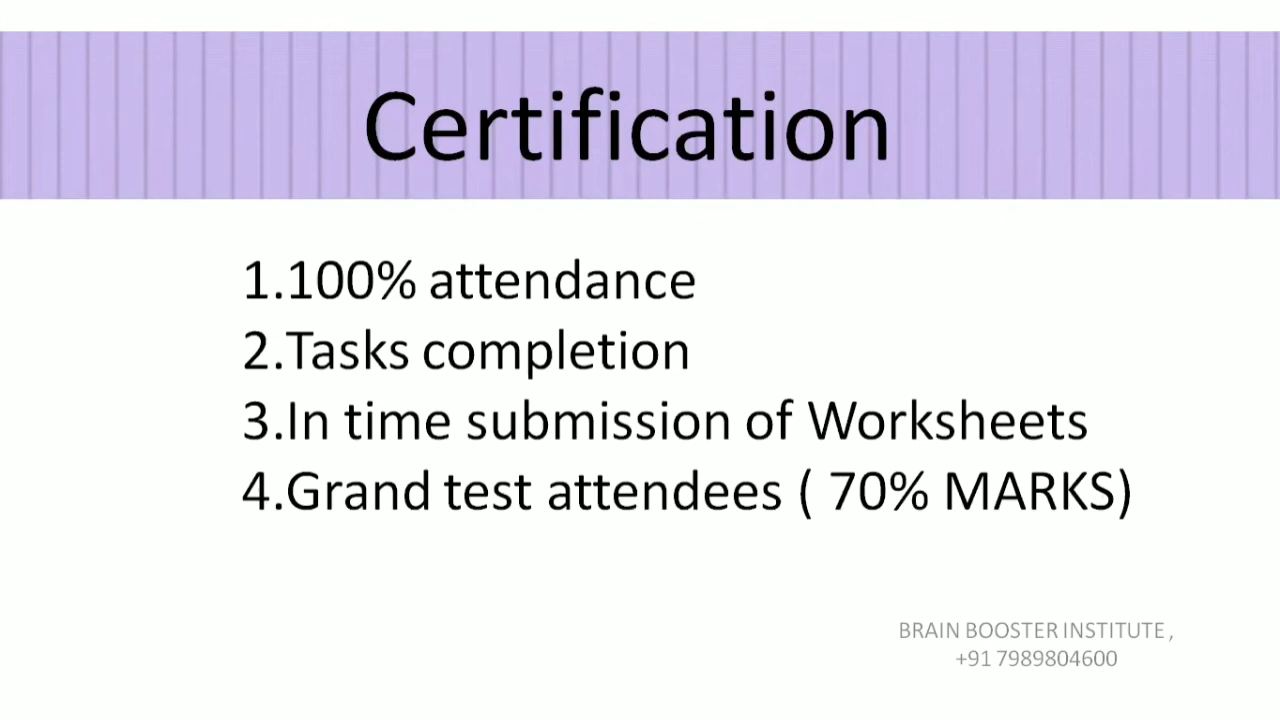 Certification
1.100% attendance
2.Tasks completion
3.In time submission of Worksheets
4.Grand test attendees ( 70% MARKS)
BRAIN BOOSTER INSTITUTE ,
+91 7989804600